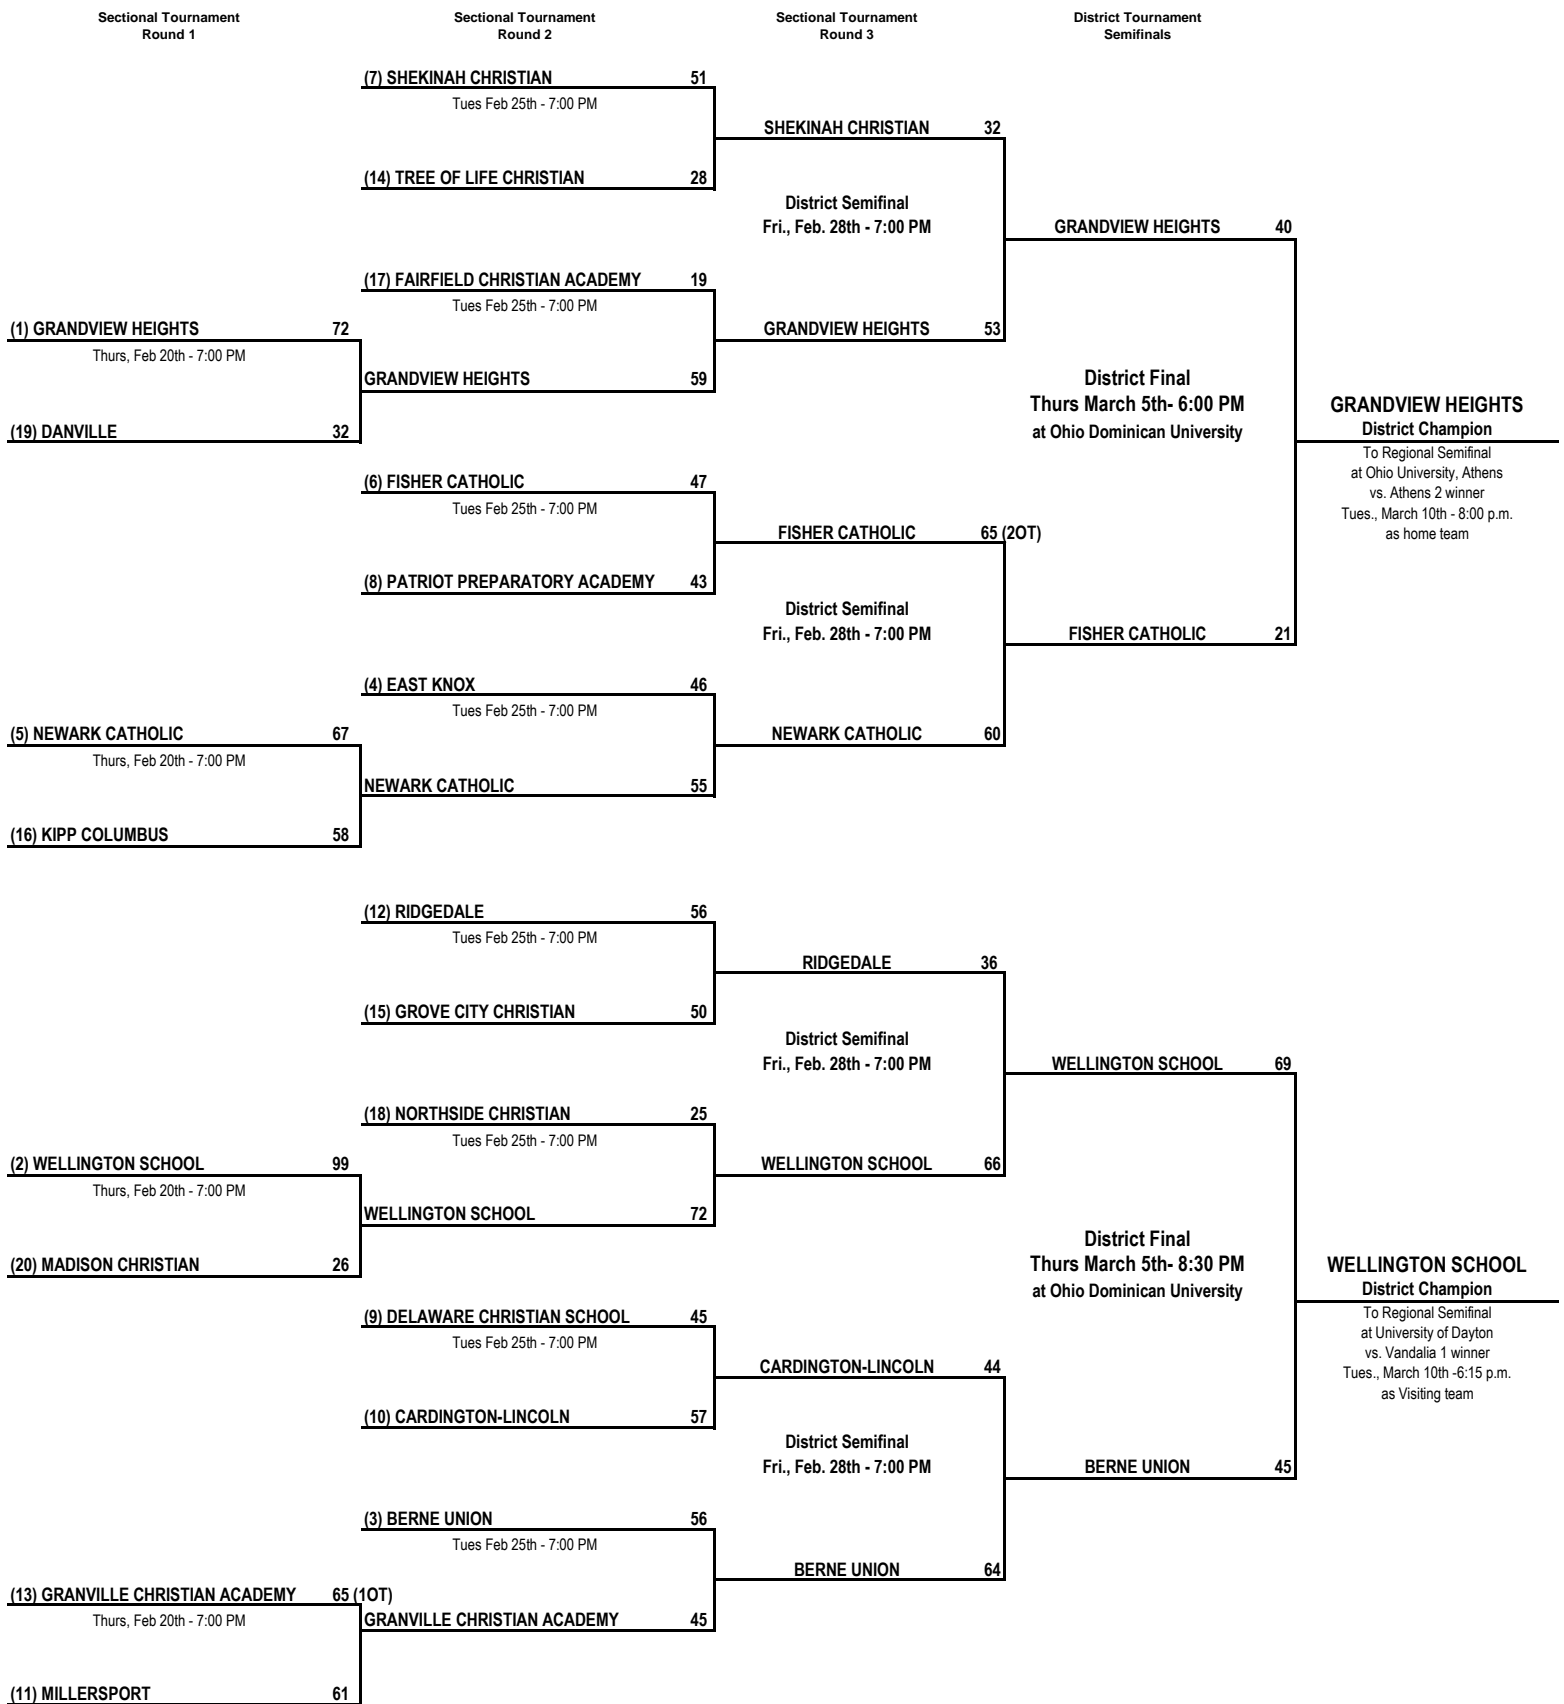 Sectional Tournament
Round 1
Sectional Tournament
Round 2
Sectional Tournament
Round 3
District Tournament
Semifinals
(7) SHEKINAH CHRISTIAN 51
Tues Feb 25th - 7:00 PM
SHEKINAH CHRISTIAN 32
(14) TREE OF LIFE CHRISTIAN 28
District Semifinal
Fri., Feb. 28th - 7:00 PM
GRANDVIEW HEIGHTS 40
(17) FAIRFIELD CHRISTIAN ACADEMY 19
Tues Feb 25th - 7:00 PM
(1) GRANDVIEW HEIGHTS 72
GRANDVIEW HEIGHTS 53
Thurs, Feb 20th - 7:00 PM
GRANDVIEW HEIGHTS 59
District Final
Thurs March 5th- 6:00 PM
at Ohio Dominican University
GRANDVIEW HEIGHTS
District Champion
To Regional Semifinal
at Ohio University, Athens
vs. Athens 2 winner
Tues., March 10th - 8:00 p.m.
as home team
(19) DANVILLE 32
(6) FISHER CATHOLIC 47
Tues Feb 25th - 7:00 PM
FISHER CATHOLIC 65 (2OT)
(8) PATRIOT PREPARATORY ACADEMY 43
District Semifinal
Fri., Feb. 28th - 7:00 PM
FISHER CATHOLIC 21
(4) EAST KNOX 46
Tues Feb 25th - 7:00 PM
(5) NEWARK CATHOLIC 67
NEWARK CATHOLIC 60
Thurs, Feb 20th - 7:00 PM
NEWARK CATHOLIC 55
(16) KIPP COLUMBUS 58
(12) RIDGEDALE 56
Tues Feb 25th - 7:00 PM
RIDGEDALE 36
(15) GROVE CITY CHRISTIAN 50
District Semifinal
Fri., Feb. 28th - 7:00 PM
WELLINGTON SCHOOL 69
(18) NORTHSIDE CHRISTIAN 25
Tues Feb 25th - 7:00 PM
(2) WELLINGTON SCHOOL 99
WELLINGTON SCHOOL 66
Thurs, Feb 20th - 7:00 PM
WELLINGTON SCHOOL 72
District Final
Thurs March 5th- 8:30 PM
at Ohio Dominican University
WELLINGTON SCHOOL
District Champion
To Regional Semifinal
at University of Dayton
vs. Vandalia 1 winner
Tues., March 10th -6:15 p.m.
as Visiting team
(20) MADISON CHRISTIAN 26
(9) DELAWARE CHRISTIAN SCHOOL 45
Tues Feb 25th - 7:00 PM
CARDINGTON-LINCOLN 44
(10) CARDINGTON-LINCOLN 57
District Semifinal
Fri., Feb. 28th - 7:00 PM
BERNE UNION 45
(3) BERNE UNION 56
Tues Feb 25th - 7:00 PM
BERNE UNION 64
(13) GRANVILLE CHRISTIAN ACADEMY 65 (1OT)
Thurs, Feb 20th - 7:00 PM
GRANVILLE CHRISTIAN ACADEMY 45
(11) MILLERSPORT 61